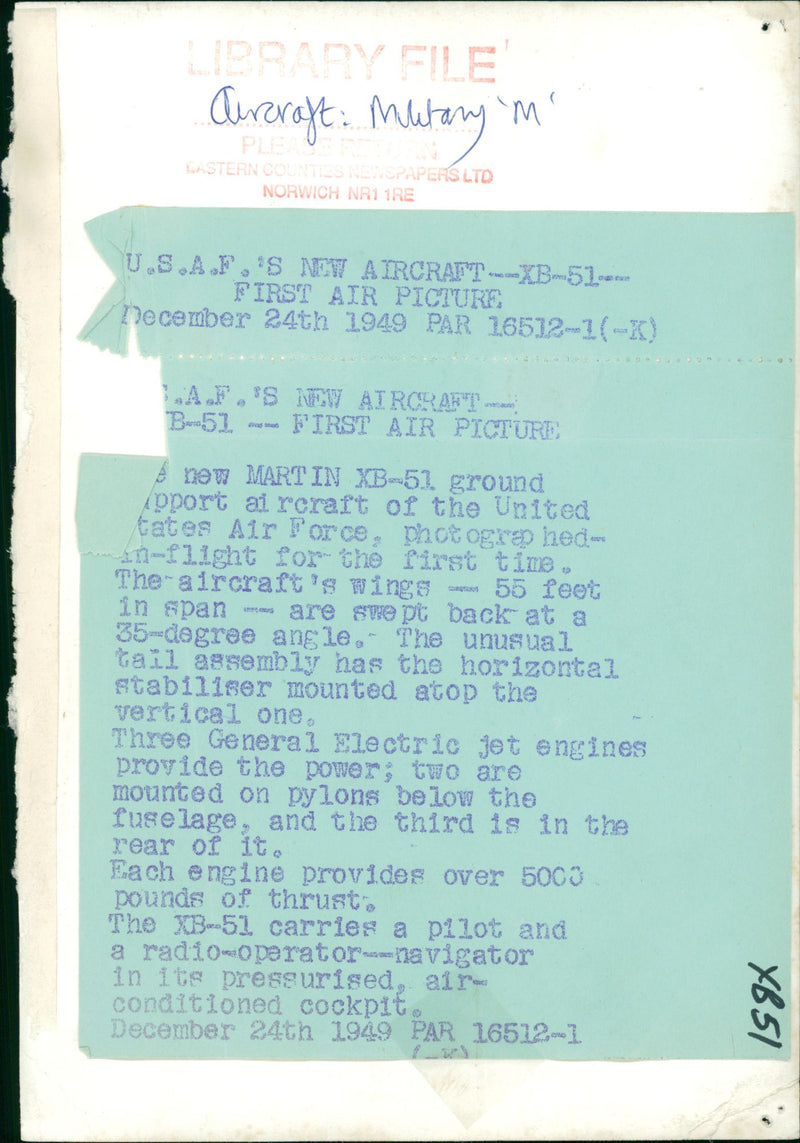 LIBRARY FILE
Aircraft: Military 'M'
PLEASE RETURN
EASTERN COUNTIES NEWSPAPERS LTD
NORWICH NR1 1RE
U.S.A.F.'S NEW AIRCRAFT--XB-51--
FIRST AIR PICTURE
December 24th 1949 PAR 16512-1(-K)
.A.F.'S NEW AIRCRAFT--
B-51 -- FIRST AIR PICTURE
e new MARTIN XB-51 ground
pport aircraft of the United
tates Air Force, photographed-
in-flight for-the first time.
The-aircraft's wings -- 55 feet
in span -- are swept back-at a
35-degree angle.- The unusual
tail assembly has the horizontal
stabiliser mounted atop the
vertical one.
Three General Electric jet engines
provide the power; two are
mounted on pylons below the
fuselage, and the third is in the
rear of it.
Each engine provides over 5000
pounds of thrust.
The XB-51 carries a pilot and
a radio-operator--navigator
in its pressurised, air-
conditioned cockpit.
December 24th 1949 PAR 16512-1
(-K)
XB51